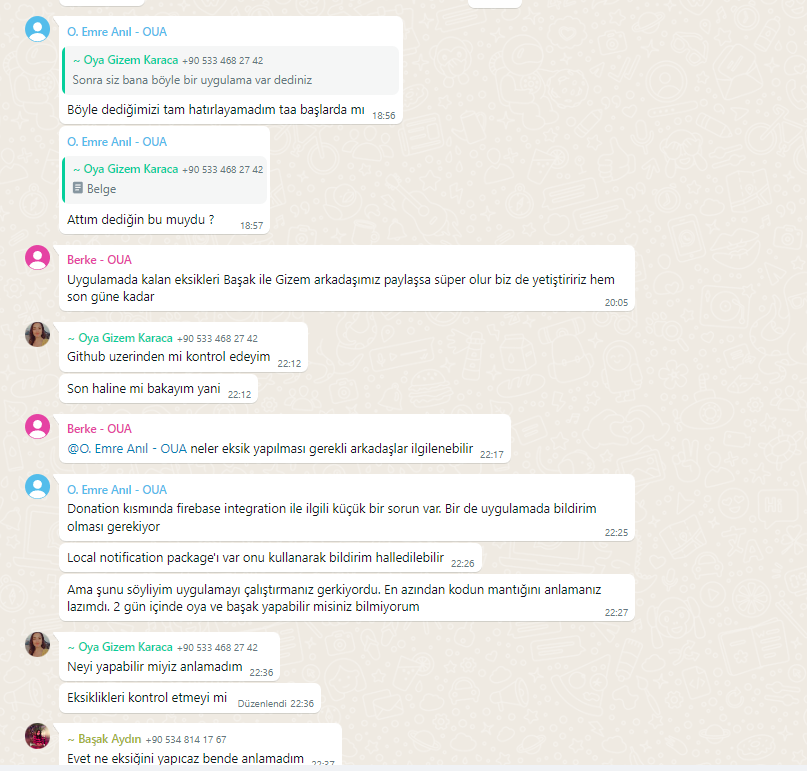 O. Emre Anıl - OUA
~ Oya Gizem Karaca +90 533 468 27 42
Sonra siz bana böyle bir uygulama var dediniz
Böyle dediğimizi tam hatırlayamadım taa başlarda mı 18:56
O. Emre Anıl - OUA
~ Oya Gizem Karaca +90 533 468 27 42
Belge
Attım dediğin bu muydu ? 18:57
Berke - OUA
Uygulamada kalan eksikleri Başak ile Gizem arkadaşımız paylaşsa süper olur biz de yetiştiririz hem
son güne kadar
20:05
~ Oya Gizem Karaca +90 533 468 27 42
Github uzerinden mi kontrol edeyim 22:12
Son haline mi bakayım yani 22:12
Berke - OUA
@O. Emre Anıl - OUA neler eksik yapılması gerekli arkadaşlar ilgilenebilir 22:17
O. Emre Anıl - OUA
Donation kısmında firebase integration ile ilgili küçük bir sorun var. Bir de uygulamada bildirim
olması gerekiyor
22:25
Local notification package'ı var onu kullanarak bildirim halledilebilir 22:26
Ama şunu söyliyim uygulamayı çalıştırmanız gerkiyordu. En azından kodun mantığını anlamanız
lazımdı. 2 gün içinde oya ve başak yapabilir misiniz bilmiyorum
22:27
~ Oya Gizem Karaca +90 533 468 27 42
Neyi yapabilir miyiz anlamadım 22:36
Eksiklikleri kontrol etmeyi mi Düzenlendi 22:36
~ Başak Aydın +90 534 814 17 67
Evet ne eksiğini yapıcaz bende anlamadım 22:37